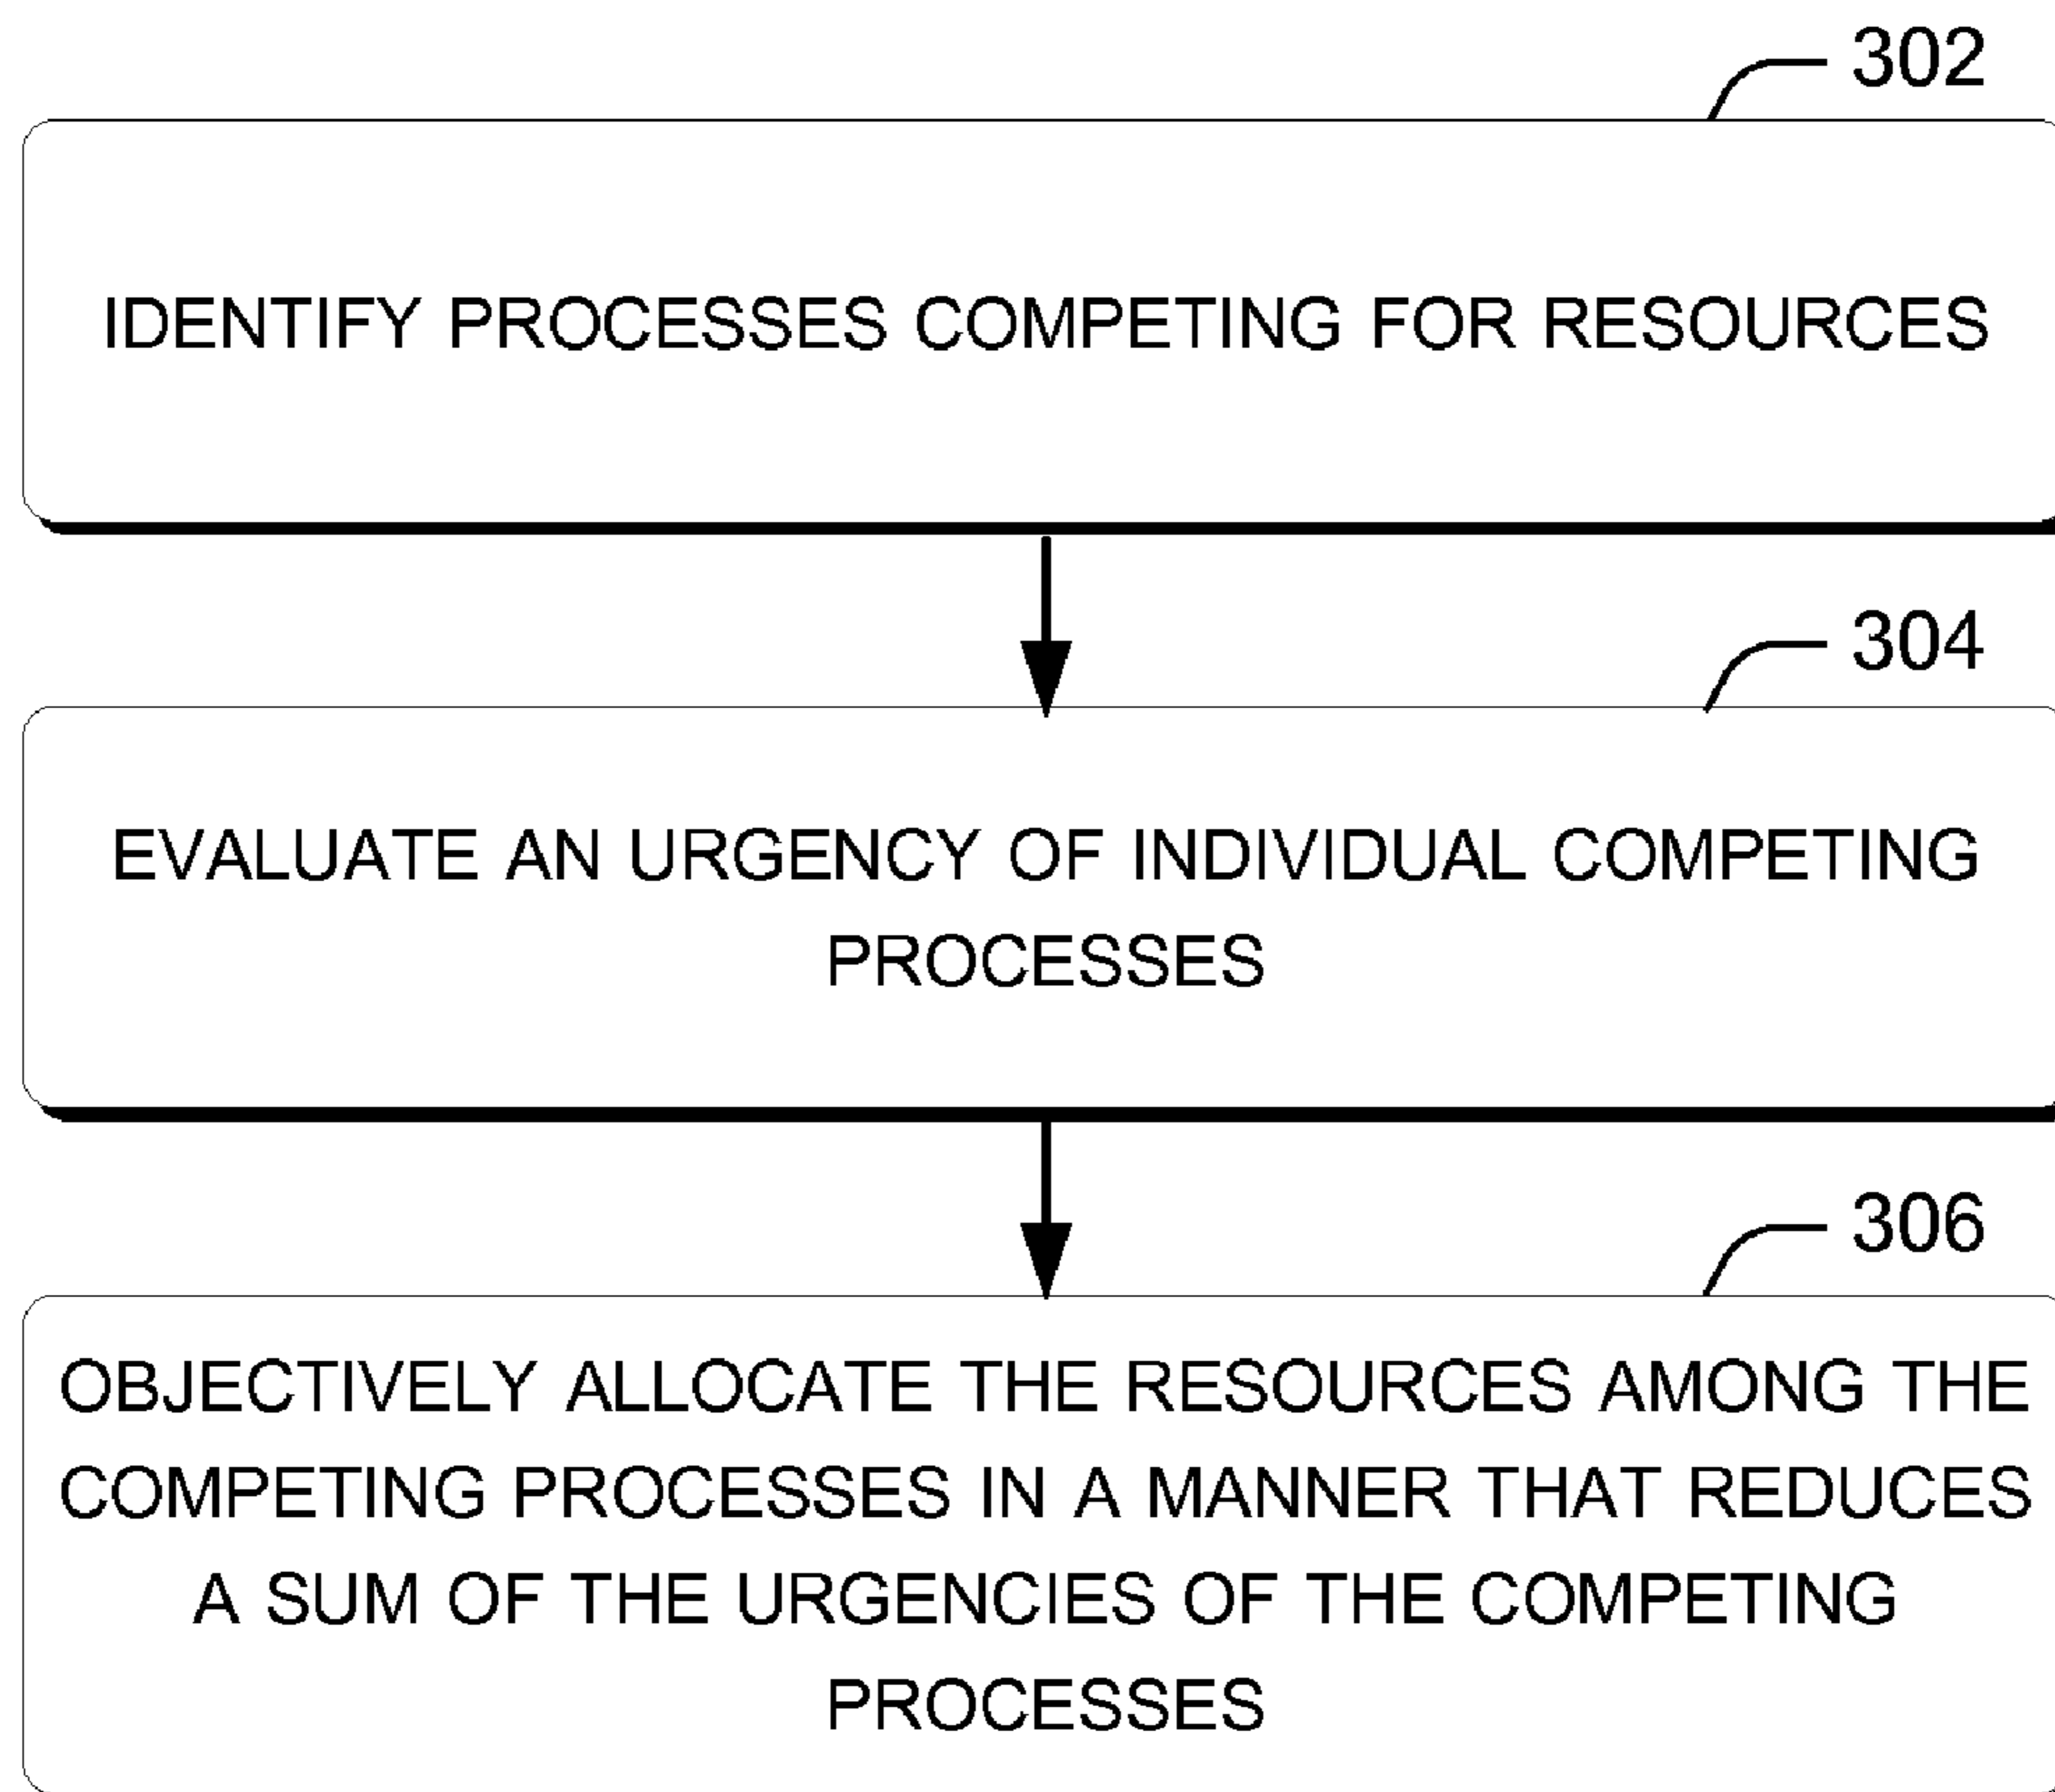 302
IDENTIFY PROCESSES COMPETING FOR RESOURCES
304
EVALUATE AN URGENCY OF INDIVIDUAL COMPETING
PROCESSES
306
OBJECTIVELY ALLOCATE THE RESOURCES AMONG THE
COMPETING PROCESSES IN A MANNER THAT REDUCES
A SUM OF THE URGENCIES OF THE COMPETING
PROCESSES